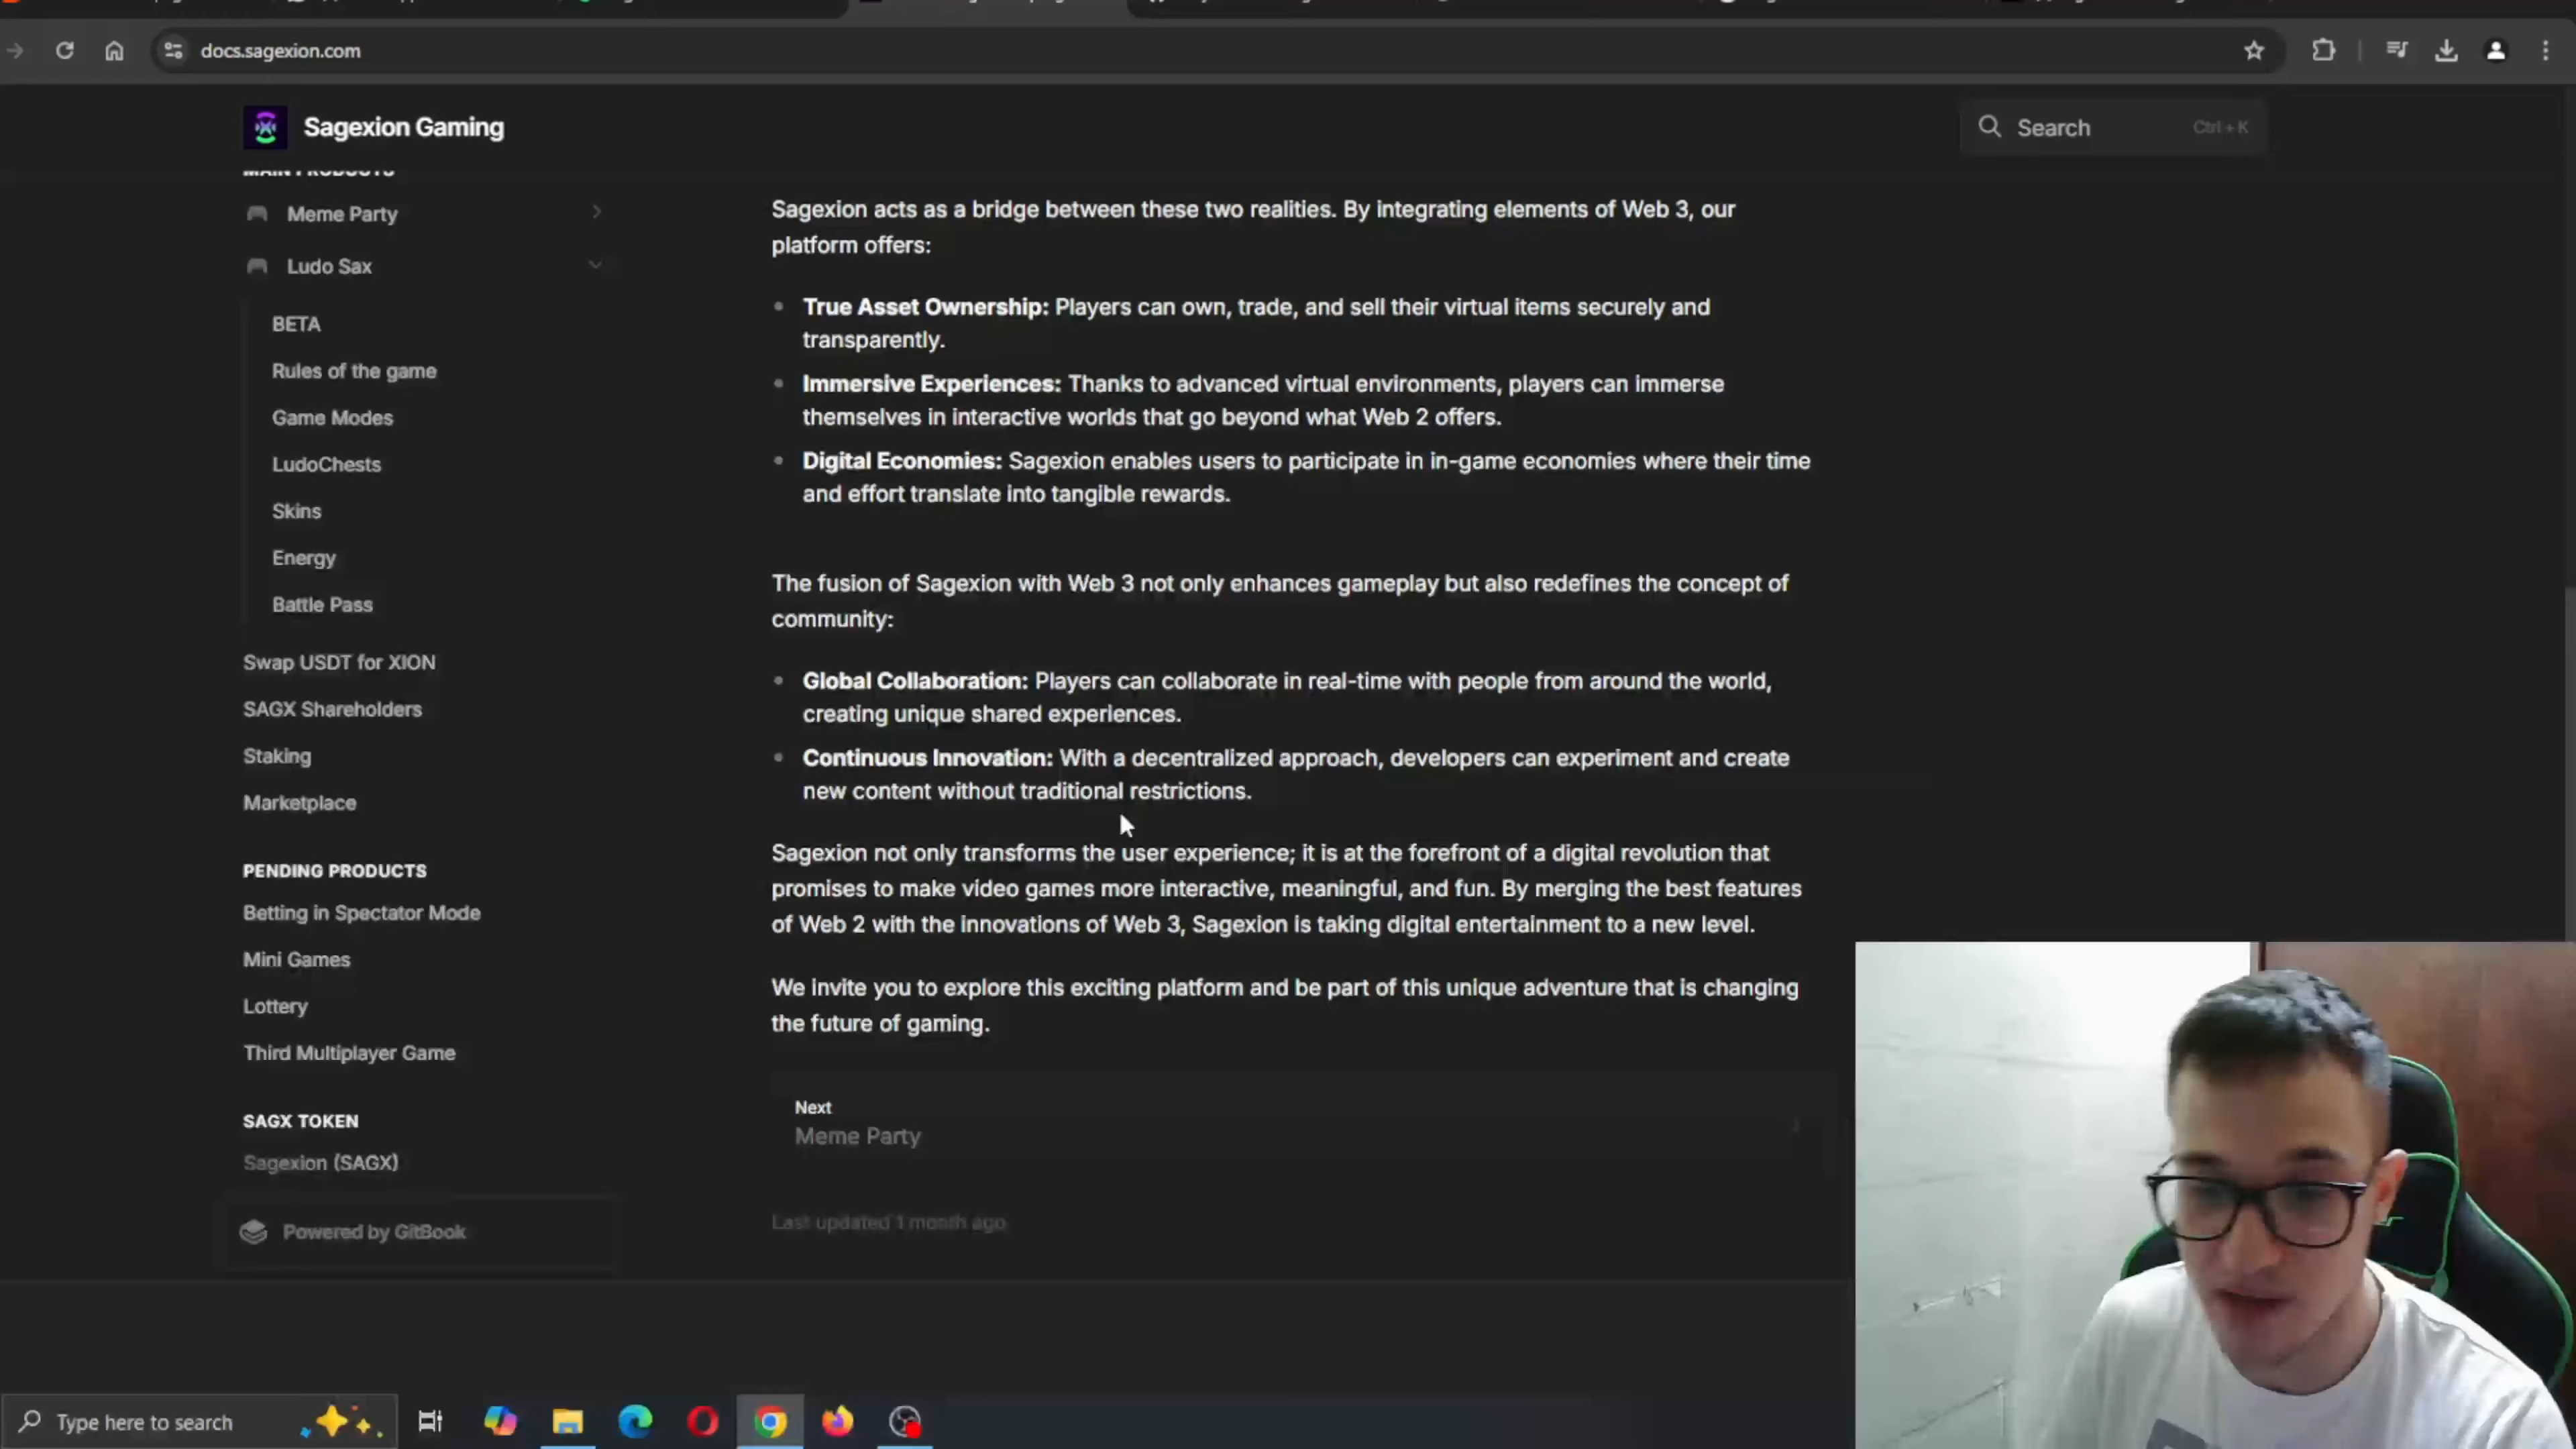 docs.sagexion.com
Sagexion Gaming
Search
Ctrl + K
MAIN PRODUCTS
Meme Party
Ludo Sax
BETA
Rules of the game
Game Modes
LudoChests
Skins
Energy
Battle Pass
Swap USDT for XION
SAGX Shareholders
Staking
Marketplace
PENDING PRODUCTS
Betting in Spectator Mode
Mini Games
Lottery
Third Multiplayer Game
SAGX TOKEN
Sagexion (SAGX)
Powered by GitBook
Sagexion acts as a bridge between these two realities. By integrating elements of Web 3, our
platform offers:
True Asset Ownership: Players can own, trade, and sell their virtual items securely and
transparently.
Immersive Experiences: Thanks to advanced virtual environments, players can immerse
themselves in interactive worlds that go beyond what Web 2 offers.
Digital Economies: Sagexion enables users to participate in in-game economies where their time
and effort translate into tangible rewards.
The fusion of Sagexion with Web 3 not only enhances gameplay but also redefines the concept of
community:
Global Collaboration: Players can collaborate in real-time with people from around the world,
creating unique shared experiences.
Continuous Innovation: With a decentralized approach, developers can experiment and create
new content without traditional restrictions.
Sagexion not only transforms the user experience; it is at the forefront of a digital revolution that
promises to make video games more interactive, meaningful, and fun. By merging the best features
of Web 2 with the innovations of Web 3, Sagexion is taking digital entertainment to a new level.
We invite you to explore this exciting platform and be part of this unique adventure that is changing
the future of gaming.
Next
Meme Party
Last updated 1 month ago
Type here to search